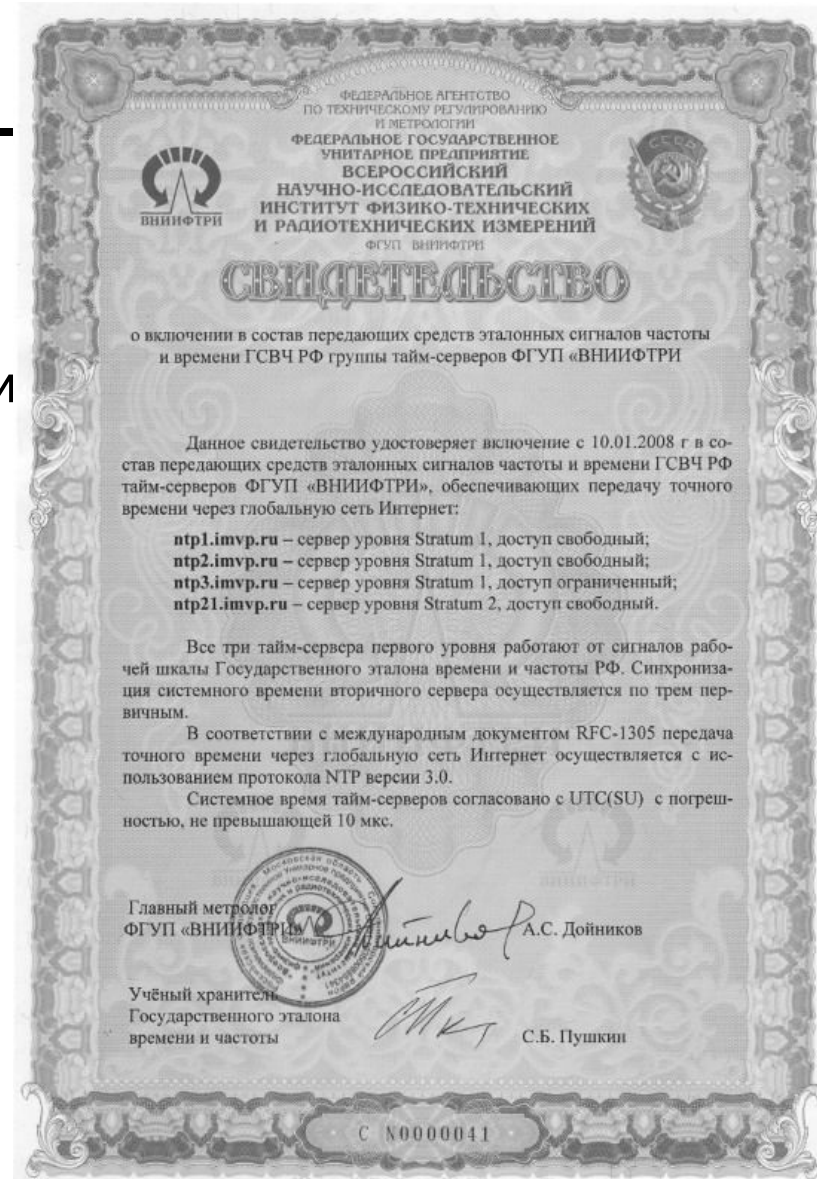 ФЕДЕРАЛЬНОЕ АГЕНТСТВО
ПО ТЕХНИЧЕСКОМУ РЕГУЛИРОВАНИЮ
И МЕТРОЛОГИИ
ФЕДЕРАЛЬНОЕ ГОСУДАРСТВЕННОЕ
УНИТАРНОЕ ПРЕДПРИЯТИЕ
ВСЕРОССИЙСКИЙ
НАУЧНО-ИССЛЕДОВАТЕЛЬСКИЙ
ИНСТИТУТ ФИЗИКО-ТЕХНИЧЕСКИХ
И РАДИОТЕХНИЧЕСКИХ ИЗМЕРЕНИЙ
ФГУП ВНИИФТРИ
ВНИИФТРИ
СССР
СВИДЕТЕЛЬСТВО
о включении в состав передающих средств эталонных сигналов частоты
и времени ГСВЧ РФ группы тайм-серверов ФГУП «ВНИИФТРИ
и
Данное свидетельство удостоверяет включение с 10.01.2008 г в со-
став передающих средств эталонных сигналов частоты и времени ГСВЧ РФ
тайм-серверов ФГУП «ВНИИФТРИ», обеспечивающих передачу точного
времени через глобальную сеть Интернет:
ntp1.imvp.ru – сервер уровня Stratum 1, доступ свободный;
ntp2.imvp.ru – сервер уровня Stratum 1, доступ свободный;
ntp3.imvp.ru – сервер уровня Stratum 1, доступ ограниченный;
ntp21.imvp.ru – сервер уровня Stratum 2, доступ свободный.
Все три тайм-сервера первого уровня работают от сигналов рабо-
чей шкалы Государственного эталона времени и частоты РФ. Синхрониза-
ция системного времени вторичного сервера осуществляется по трем пер-
вичным.
В соответствии с международным документом RFC-1305 передача
точного времени через глобальную сеть Интернет осуществляется с ис-
пользованием протокола NTP версии 3.0.
Системное время тайм-серверов согласовано с UTC(SU) с погреш-
ностью, не превышающей 10 мкс.
Главный метролог
ФГУП «ВНИИФТРИ» А.С. Дойников
ВНИИФТРИ
Учёный хранитель
Государственного эталона
времени и частоты С.Б. Пушкин
С N0000041